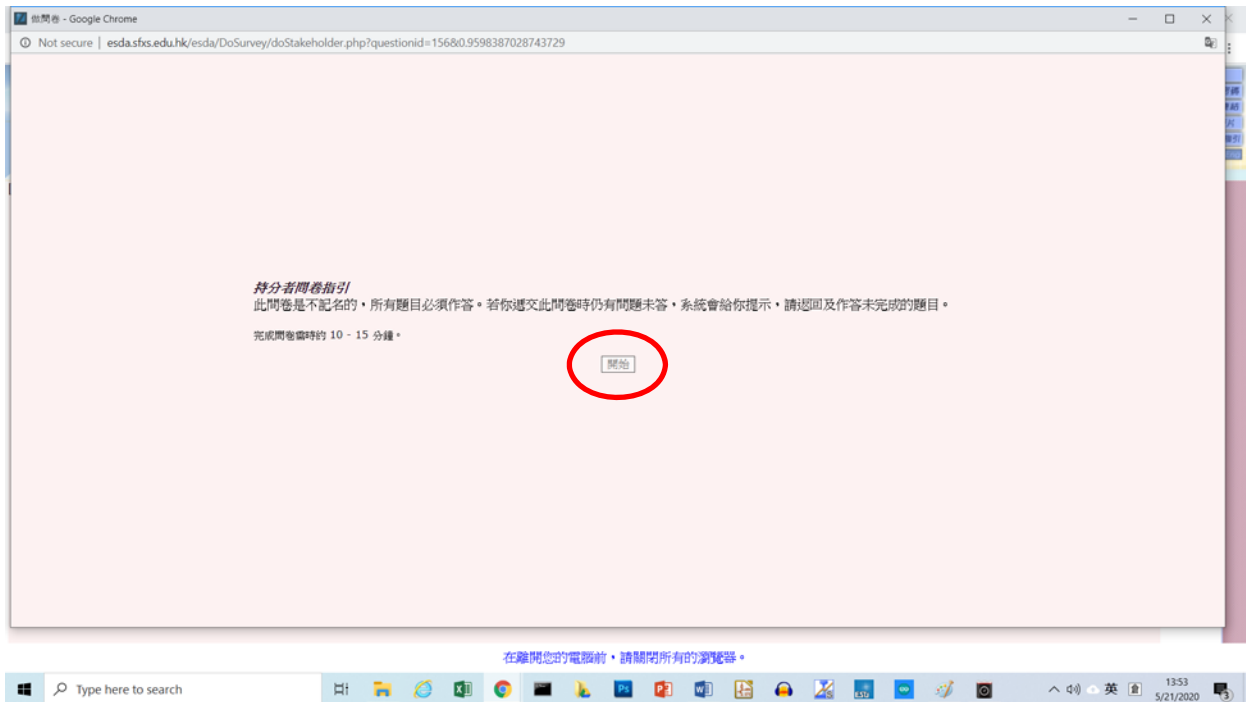 做問卷 - Google Chrome
Not secure | esda.sfxs.edu.hk/esda/DoSurvey/doStakeholder.php?questionid=156&0.9598387028743729
持分者問卷指引
此問卷是不記名的，所有題目必須作答。若你遞交此問卷時仍有問題未答，系統會給你提示，請返回及作答未完成的題目。
完成問卷需時約 10 - 15 分鐘。
開始
在離開您的電腦前，請關閉所有的瀏覽器。
Type here to search
英
倉
13:53
5/21/2020
3